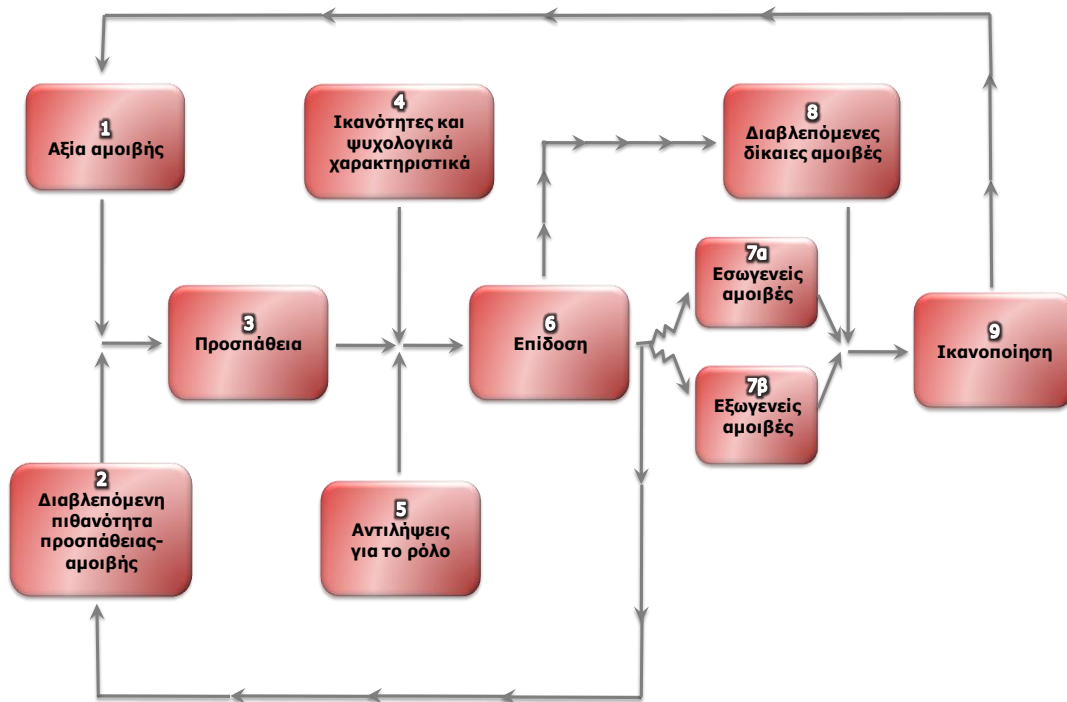 1
Αξία αμοιβής
4
Ικανότητες και
ψυχολογικά
χαρακτηριστικά
8
Διαβλεπόμενες
δίκαιες αμοιβές
3
Προσπάθεια
6
Επίδοση
7α
Εσωγενείς
αμοιβές
7β
Εξωγενείς
αμοιβές
9
Ικανοποίηση
2
Διαβλεπόμενη
πιθανότητα
προσπάθειας-
αμοιβής
5
Αντιλήψεις
για το ρόλο